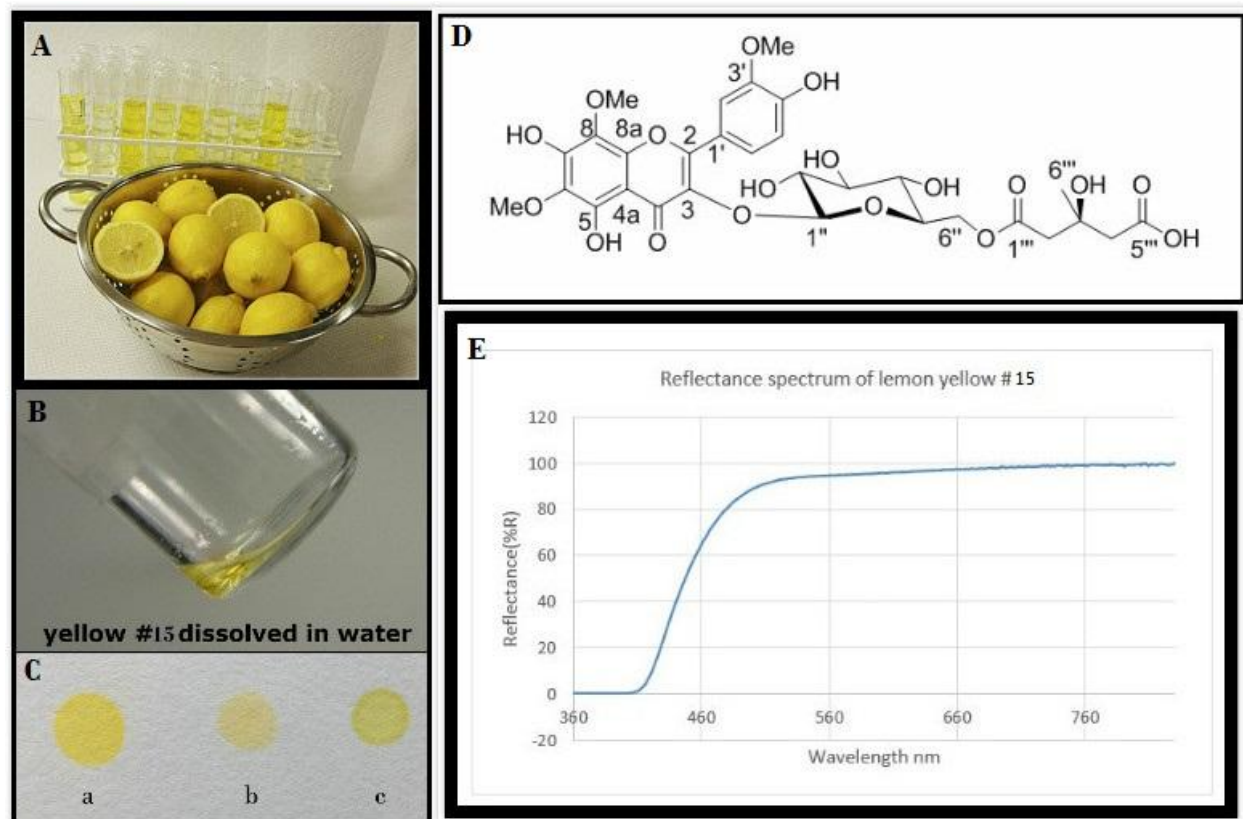 A
B
yellow #15 dissolved in water
C
a b c
D
OMe
3'
OMe
OH
8
8a
O
2
HO
1'
HO
HO
OH
6'''
OH
O
O
MeO
5
4a
3
O
O
OH
O
1''
6''
O
1'''
5'''
OH
E
Reflectance spectrum of lemon yellow #15
120
100
80
60
40
20
0
-20
360 460 560 660 760
Reflectance(%R)
Wavelength nm